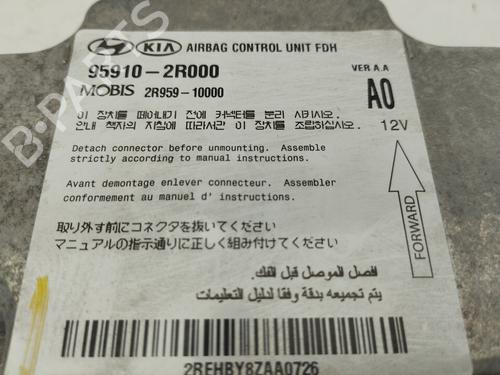 HYUNDAI KIA AIRBAG CONTROL UNIT FDH
95910-2R000 VER A.A
MOBIS 2R959-10000 A0
이 장치를 떼어내기 전에 커넥터를 분리 시키시오.
안내 책자의 지침에 따라서만 이 장치를 조립하십시오. 12V
Detach connector before unmounting. Assemble
strictly according to manual instructions.
Avant demontage enlever connecteur. Assembler
conformement au manuel d' instructions.
FORWARD
取り外す前にコネクタを抜いてください
マニュアルの指示通りに正しく組み付けてください
افصل الموصل قبل الفك.
يتم تجميعه بدقة وفقا لدليل التعليمات
2REHBY8ZAA0726
B-PARTS